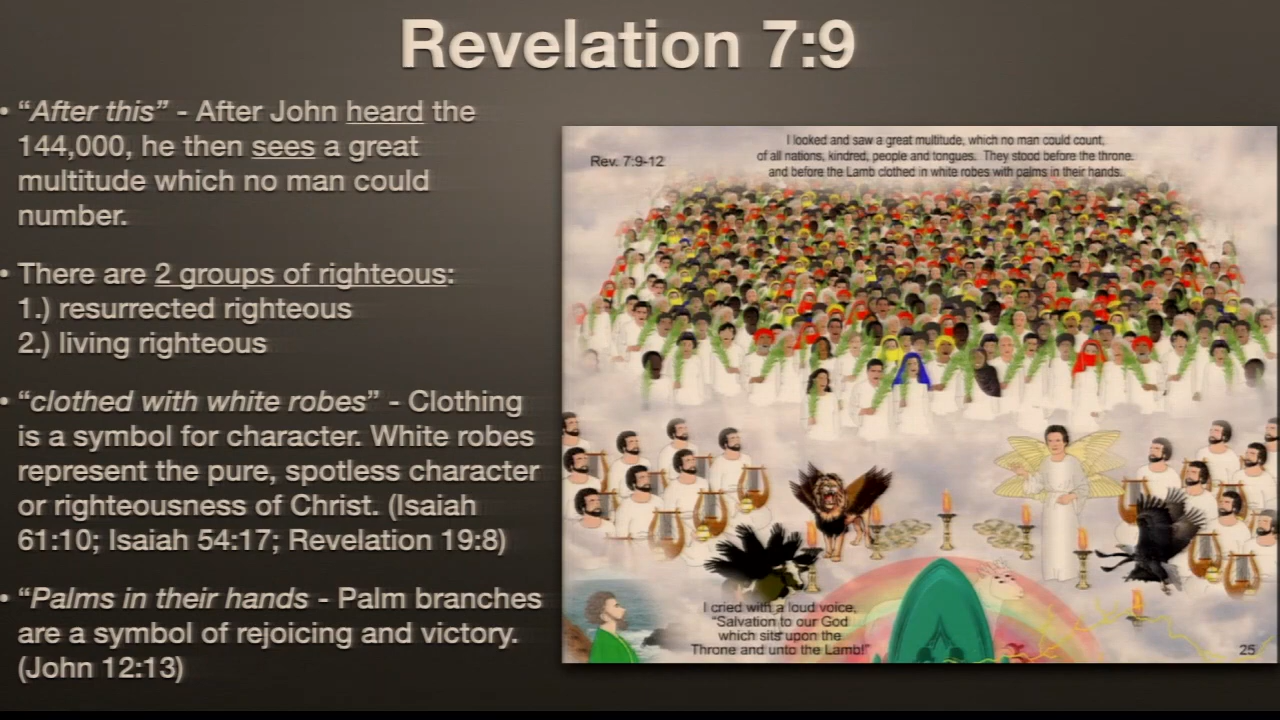 Revelation 7:9
• “After this” - After John heard the
144,000, he then sees a great
multitude which no man could
number.
• There are 2 groups of righteous:
1.) resurrected righteous
2.) living righteous
• “clothed with white robes” - Clothing
is a symbol for character. White robes
represent the pure, spotless character
or righteousness of Christ. (Isaiah
61:10; Isaiah 54:17; Revelation 19:8)
• “Palms in their hands - Palm branches
are a symbol of rejoicing and victory.
(John 12:13)
Rev. 7:9-12
I looked and saw a great multitude, which no man could count,
of all nations, kindred, people and tongues. They stood before the throne.
and before the Lamb clothed in white robes with palms in their hands.
I cried with a loud voice,
"Salvation to our God
which sits upon the
Throne and unto the Lamb!"
25